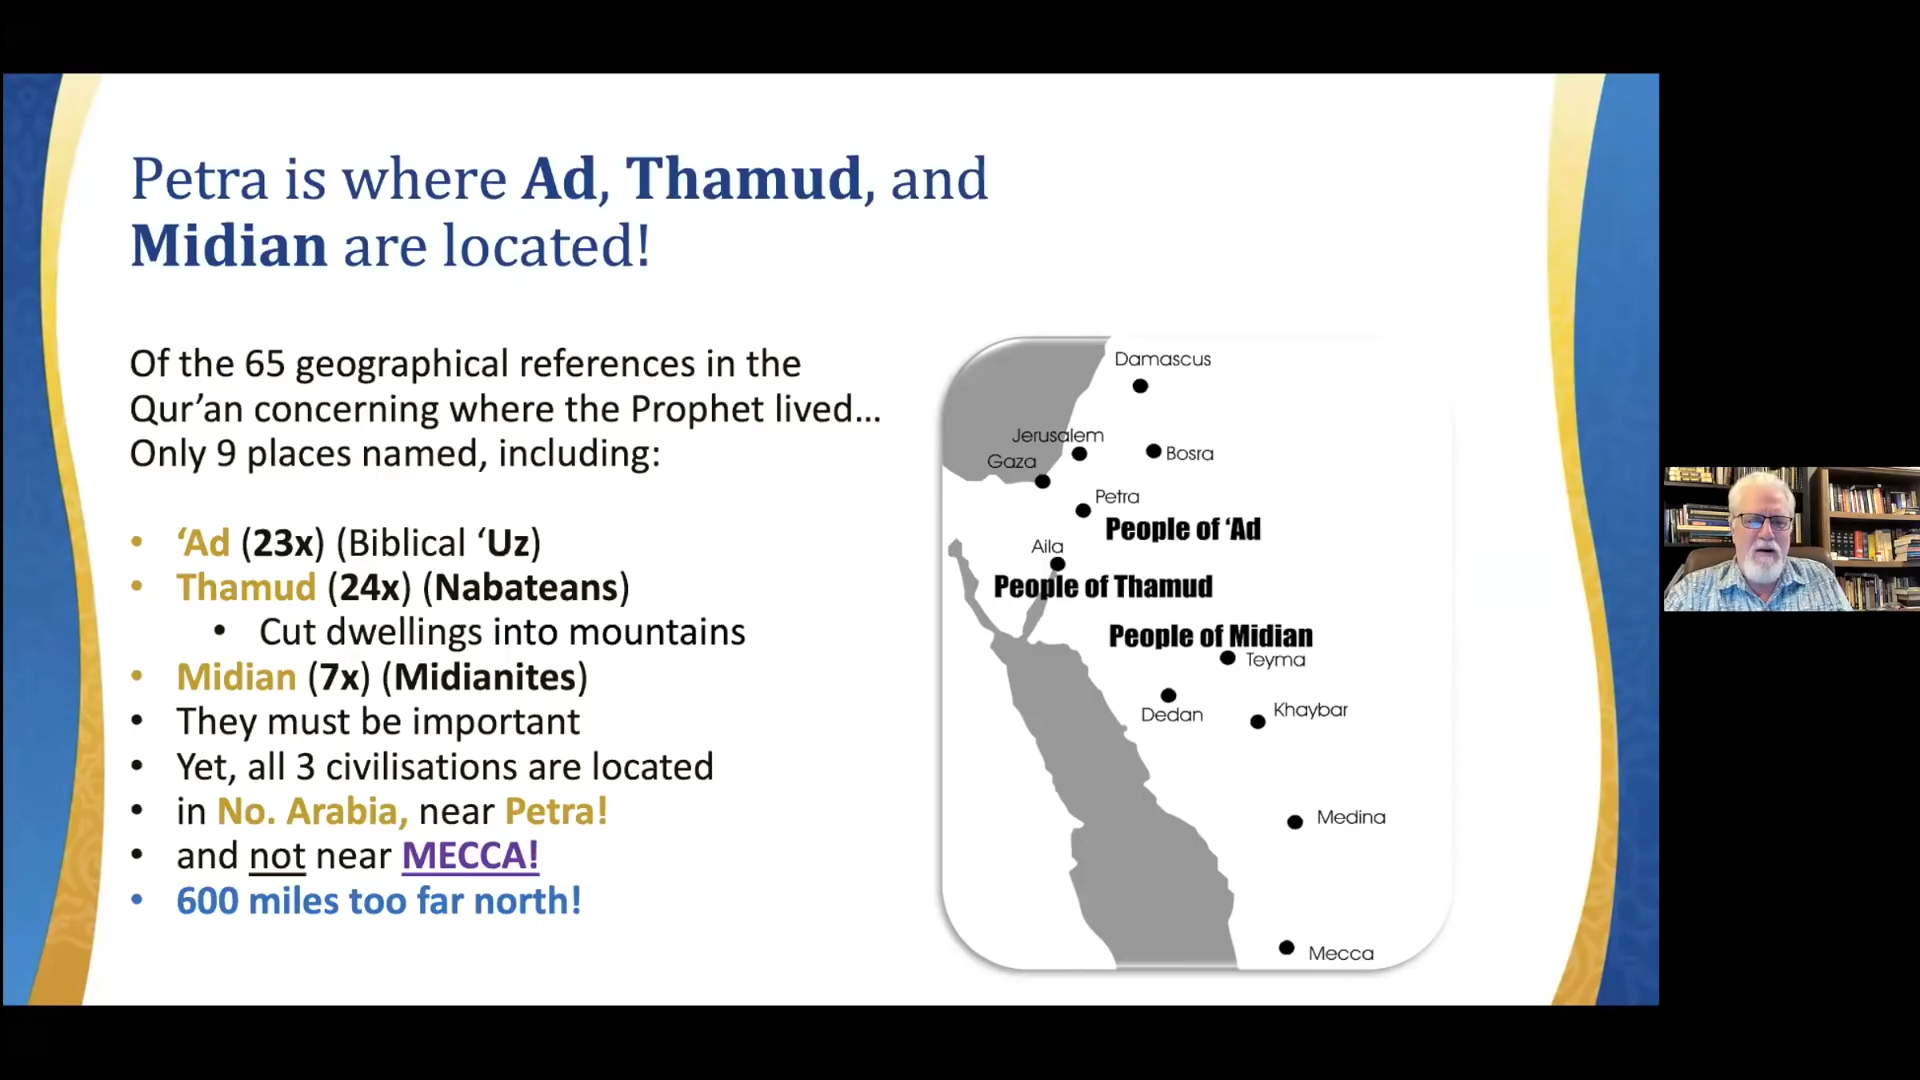 Petra is where Ad, Thamud, and
Midian are located!
Of the 65 geographical references in the
Qur’an concerning where the Prophet lived...
Only 9 places named, including:
• ‘Ad (23x) (Biblical ‘Uz)
• Thamud (24x) (Nabateans)
• Cut dwellings into mountains
• Midian (7x) (Midianites)
• They must be important
• Yet, all 3 civilisations are located
• in No. Arabia, near Petra!
• and not near MECCA!
• 600 miles too far north!
Damascus
Jerusalem
Gaza
Bosra
Petra
People of ‘Ad
Aila
People of Thamud
People of Midian
Teyma
Dedan
Khaybar
Medina
Mecca